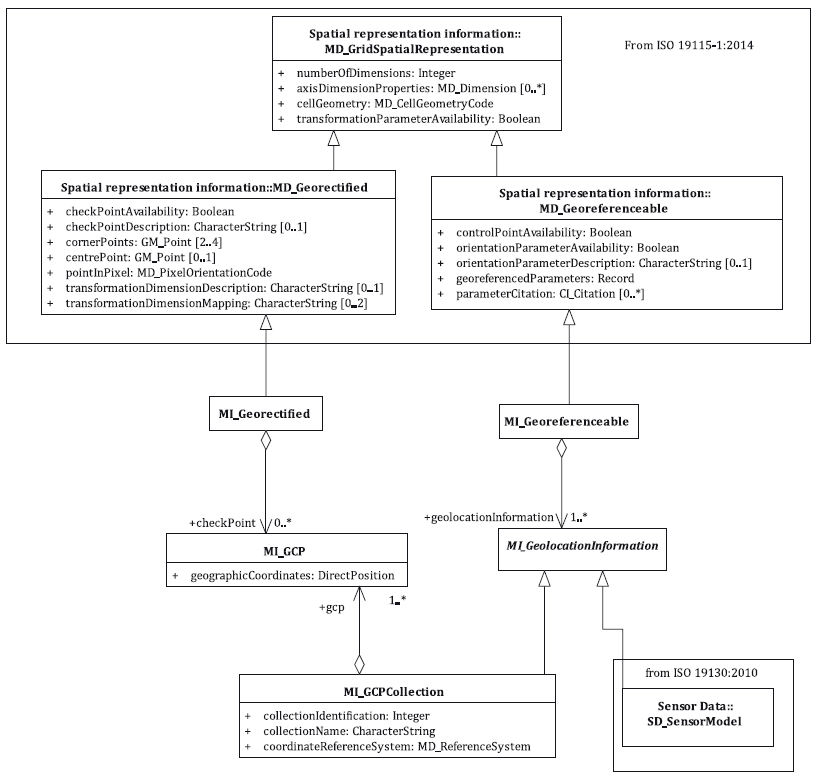 Spatial representation information::
MD_GridSpatialRepresentation
+ numberOfDimensions: Integer
+ axisDimensionProperties: MD_Dimension [0..*]
+ cellGeometry: MD_CellGeometryCode
+ transformationParameterAvailability: Boolean
From ISO 19115-1:2014
Spatial representation information::MD_Georectified
+ checkPointAvailability: Boolean
+ checkPointDescription: CharacterString [0..1]
+ cornerPoints: GM_Point [2..4]
+ centrePoint: GM_Point [0..1]
+ pointInPixel: MD_PixelOrientationCode
+ transformationDimensionDescription: CharacterString [0..1]
+ transformationDimensionMapping: CharacterString [0..2]
Spatial representation information::
MD_Georeferenceable
+ controlPointAvailability: Boolean
+ orientationParameterAvailability: Boolean
+ orientationParameterDescription: CharacterString [0..1]
+ georeferencedParameters: Record
+ parameterCitation: CI_Citation [0..*]
MI_Georectified
MI_Georeferenceable
+checkPoint 0..*
+geolocationInformation 1..*
MI_GCP
+ geographicCoordinates: DirectPosition
MI_GeolocationInformation
+gcp 1..*
MI_GCPCollection
+ collectionIdentification: Integer
+ collectionName: CharacterString
+ coordinateReferenceSystem: MD_ReferenceSystem
from ISO 19130:2010
Sensor Data::
SD_SensorModel